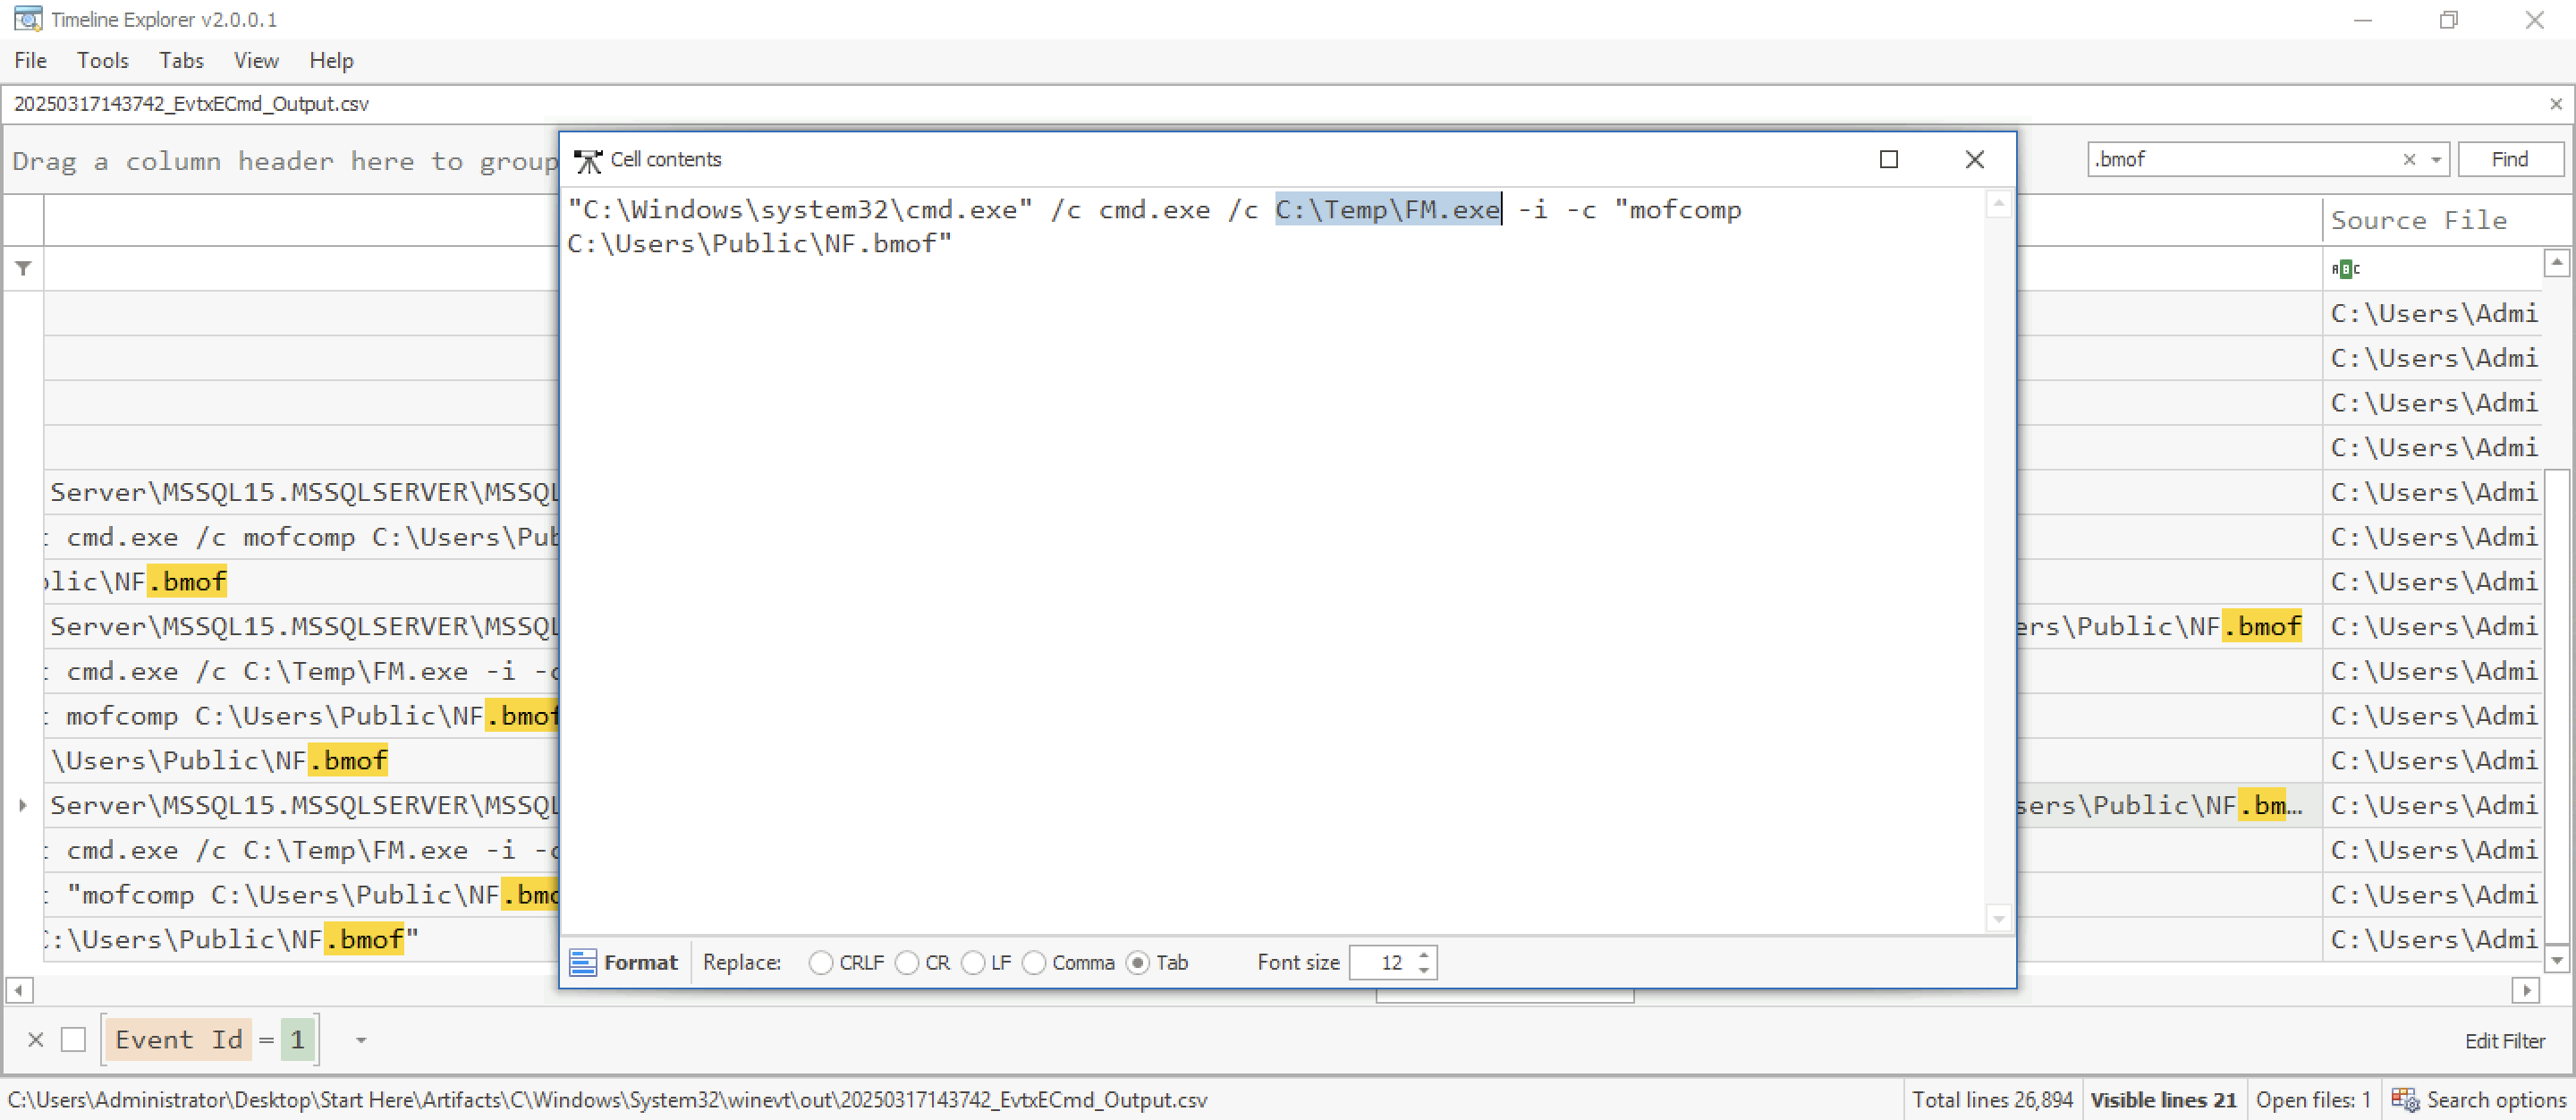 Timeline Explorer v2.0.0.1
File Tools Tabs View Help
20250317143742_EvtxECmd_Output.csv
Drag a column header here to group
.bmof
Find
Cell contents
"C:\Windows\system32\cmd.exe" /c cmd.exe /c C:\Temp\FM.exe -i -c "mofcomp
C:\Users\Public\NF.bmof"
Source File
ABC
C:\Users\Admi
C:\Users\Admi
C:\Users\Admi
C:\Users\Admi
Server\MSSQL15.MSSQLSERVER\MSSQL C:\Users\Admi
cmd.exe /c mofcomp C:\Users\Pub C:\Users\Admi
lic\NF.bmof C:\Users\Admi
Server\MSSQL15.MSSQLSERVER\MSSQL ers\Public\NF.bmof C:\Users\Admi
cmd.exe /c C:\Temp\FM.exe -i -c C:\Users\Admi
mofcomp C:\Users\Public\NF.bmof C:\Users\Admi
\Users\Public\NF.bmof C:\Users\Admi
Server\MSSQL15.MSSQLSERVER\MSSQL sers\Public\NF.bm... C:\Users\Admi
cmd.exe /c C:\Temp\FM.exe -i -c C:\Users\Admi
"mofcomp C:\Users\Public\NF.bmo C:\Users\Admi
C:\Users\Public\NF.bmof" C:\Users\Admi
Format Replace: CRLF CR LF Comma Tab Font size 12
Event Id = 1
Edit Filter
C:\Users\Administrator\Desktop\Start Here\Artifacts\C\Windows\System32\winevt\out\20250317143742_EvtxECmd_Output.csv Total lines 26,894 Visible lines 21 Open files: 1 Search options